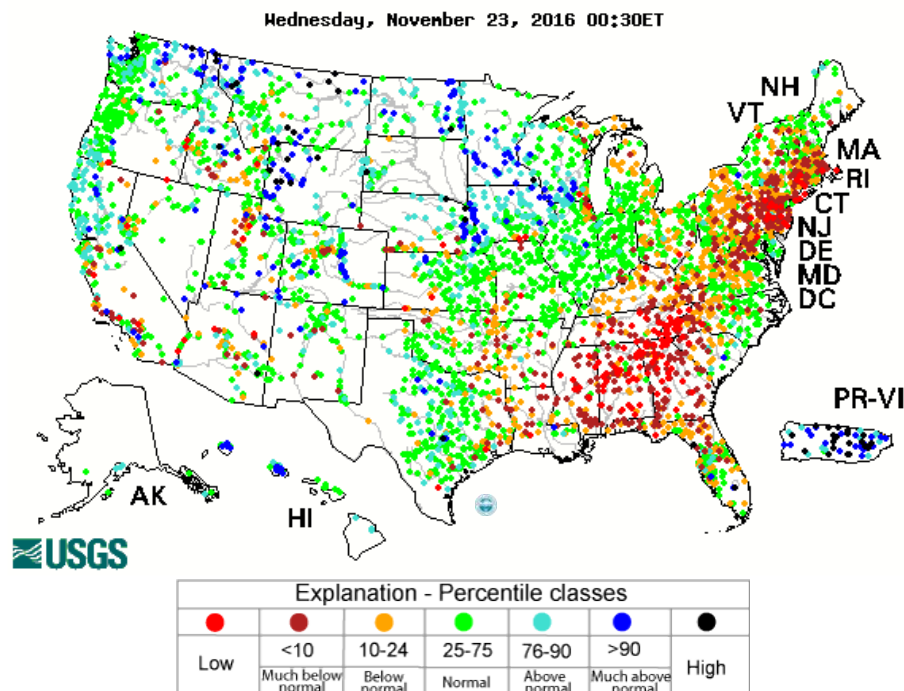 Wednesday, November 23, 2016 00:30ET
NH
VT
MA
RI
CT
NJ
DE
MD
DC
PR-VI
AK
HI
USGS
Explanation - Percentile classes
Low
<10
10-24
25-75
76-90
>90
High
Much below normal
Below normal
Normal
Above normal
Much above normal